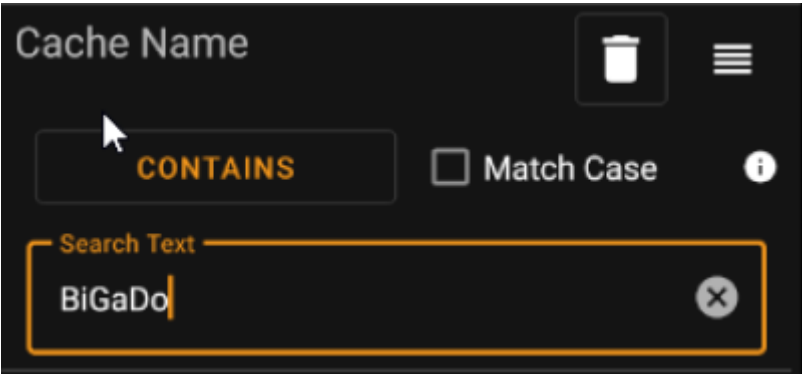 Cache Name
CONTAINS
Match Case
Search Text
BiGaDo